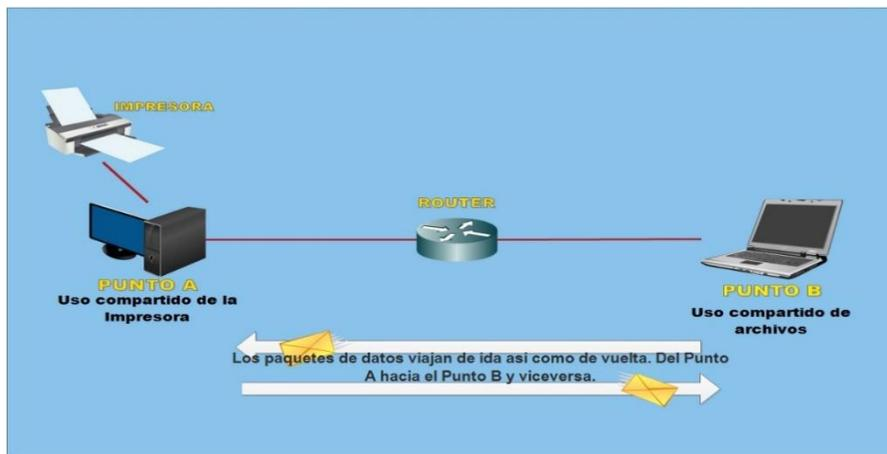 IMPRESORA
ROUTER
PUNTO A
Uso compartido de la
Impresora
PUNTO B
Uso compartido de
archivos
Los paquetes de datos viajan de ida asi como de vuelta. Del Punto
A hacia el Punto B y viceversa.